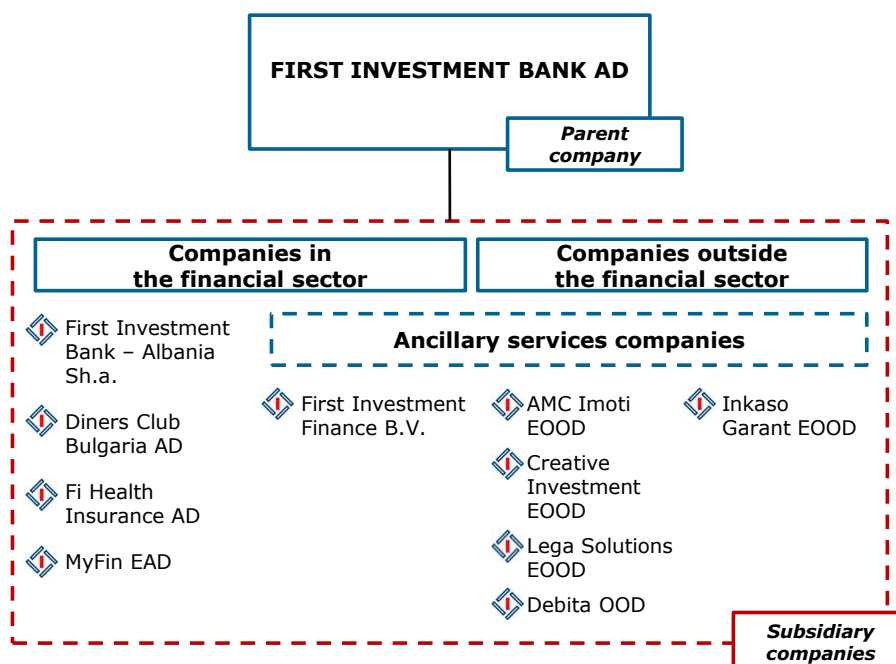 FIRST INVESTMENT BANK AD
Parent
company
Companies in
the financial sector
Companies outside
the financial sector
First Investment
Bank – Albania
Sh.a.
Diners Club
Bulgaria AD
Fi Health
Insurance AD
MyFin EAD
Ancillary services companies
First Investment
Finance B.V.
AMC Imoti
EOOD
Creative
Investment
EOOD
Lega Solutions
EOOD
Debita OOD
Inkaso
Garant EOOD
Subsidiary
companies